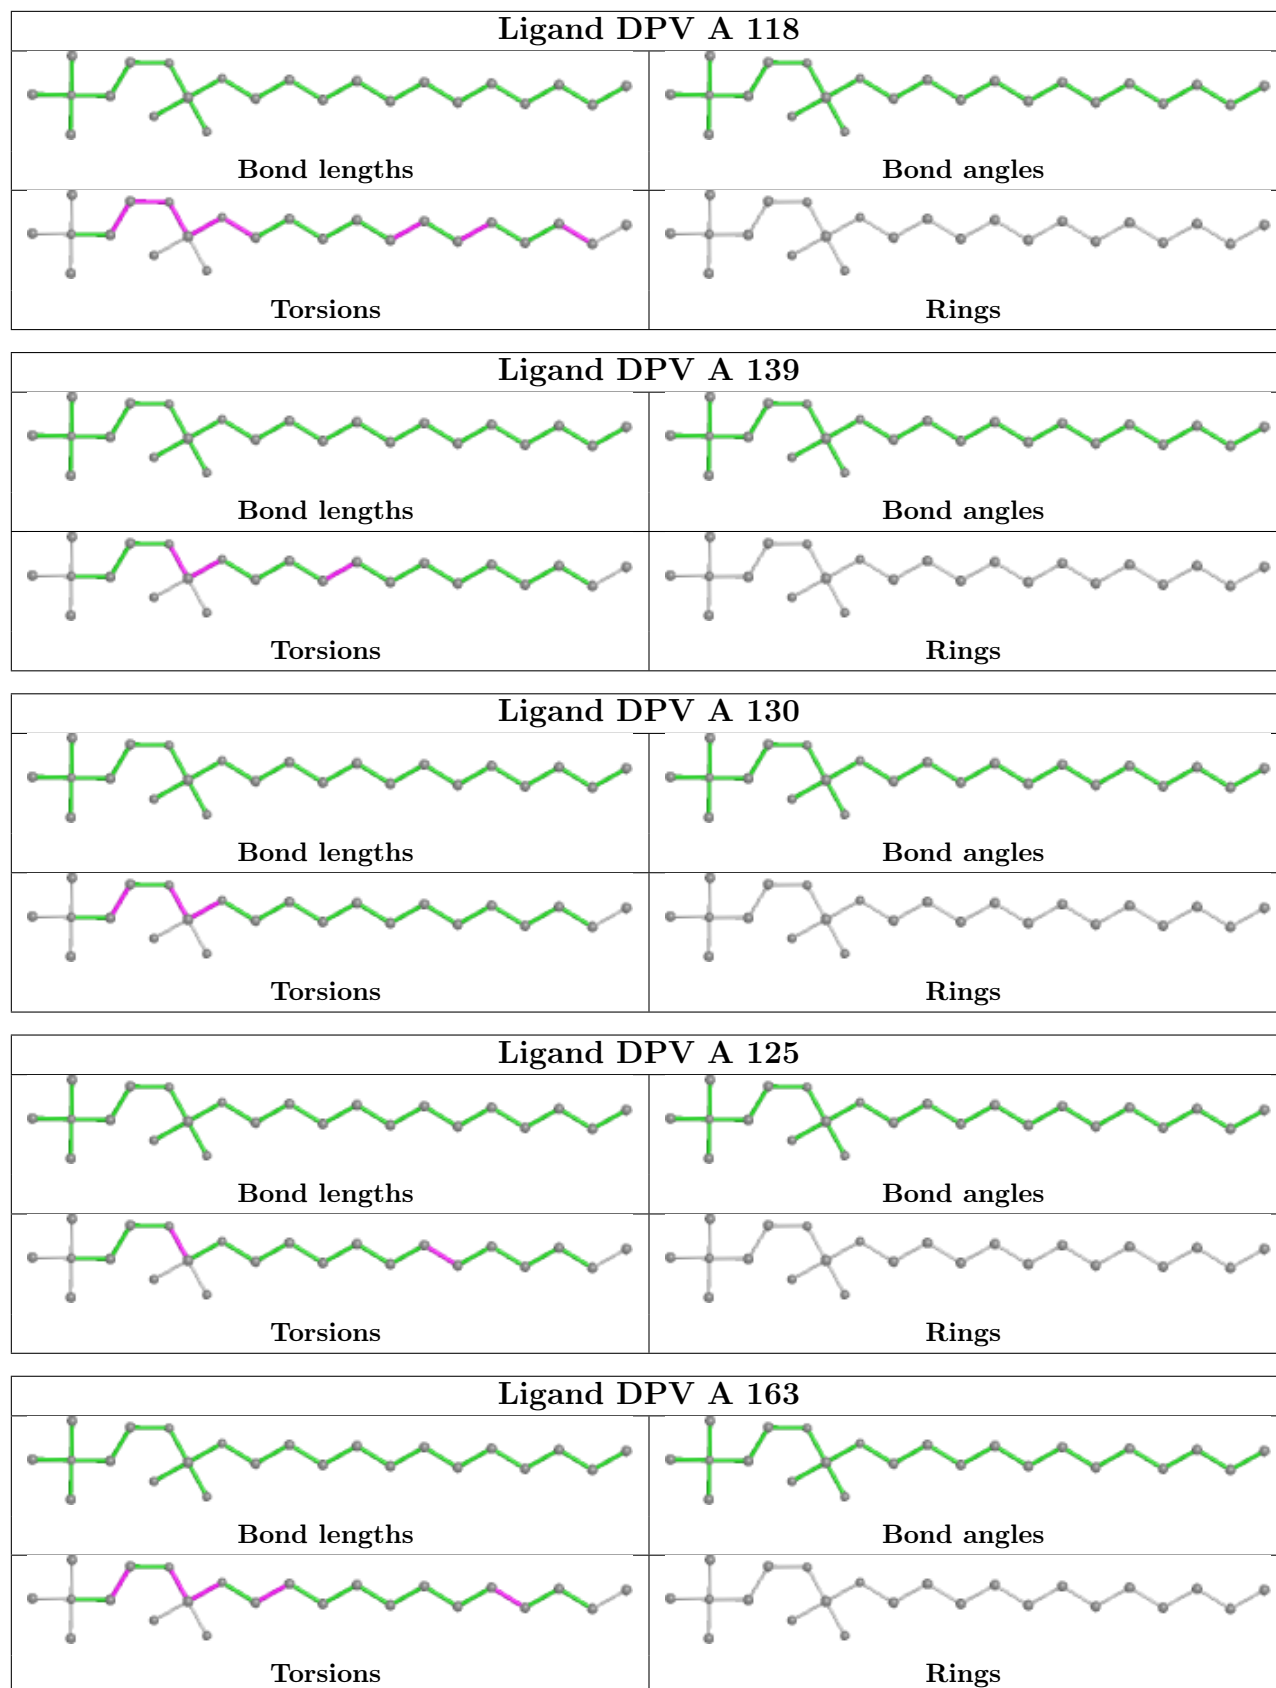 Ligand DPV A 118
Bond lengths
Bond angles
Torsions
Rings
Ligand DPV A 139
Bond lengths
Bond angles
Torsions
Rings
Ligand DPV A 130
Bond lengths
Bond angles
Torsions
Rings
Ligand DPV A 125
Bond lengths
Bond angles
Torsions
Rings
Ligand DPV A 163
Bond lengths
Bond angles
Torsions
Rings